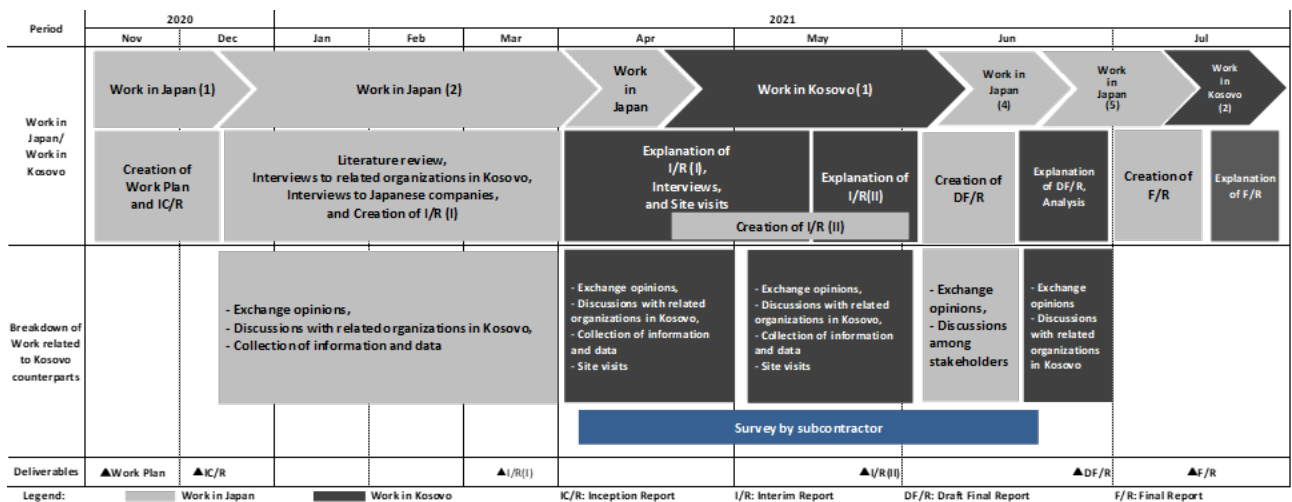 Period
2020
2021
Nov
Dec
Jan
Feb
Mar
Apr
May
Jun
Jul
Work in
Japan/
Work in
Kosovo
Work in Japan (1)
Work in Japan (2)
Work
in
Japan
Work in Kosovo (1)
Work in
Japan
(4)
Work
in
Japan
(5)
Work
In
Kosovo
(2)
Creation of
Work Plan
and IC/R
Literature review,
Interviews to related organizations in Kosovo,
Interviews to Japanese companies,
and Creation of I/R (I)
Explanation of
I/R (I),
Interviews,
and Site visits
Explanation of
I/R(II)
Creation of I/R (II)
Creation of
DF/R
Explanation
of DF/R,
Analysis
Creation of
F/R
Explanation
of F/R
Breakdown of
Work related
to Kosovo
counterparts
- Exchange opinions,
- Discussions with related organizations in Kosovo,
- Collection of information and data
- Exchange opinions,
- Discussions with related
organizations in Kosovo,
- Collection of information
and data
- Site visits
- Exchange opinions,
- Discussions with related
organizations in Kosovo,
- Collection of information
and data
- Site visits
- Exchange
opinions,
- Discussions
among
stakeholders
- Exchange
opinions
- Discussions
with related
organizations
in Kosovo
Survey by subcontractor
Deliverables
▲Work Plan
▲IC/R
▲I/R(I)
▲I/R(II)
▲DF/R
▲F/R
Legend:
Work in Japan
Work in Kosovo
IC/R: Inception Report
I/R: Interim Report
DF/R: Draft Final Report
F/R: Final Report